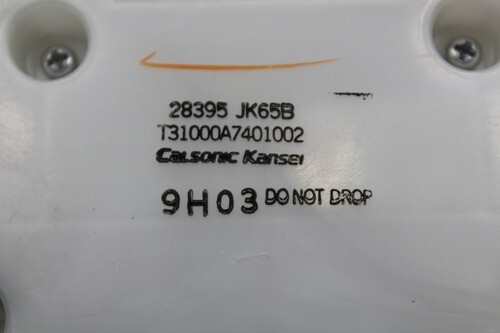 28395 JK65B
T31000A7401002
Calsonic Kansei
9H03 DO NOT DROP